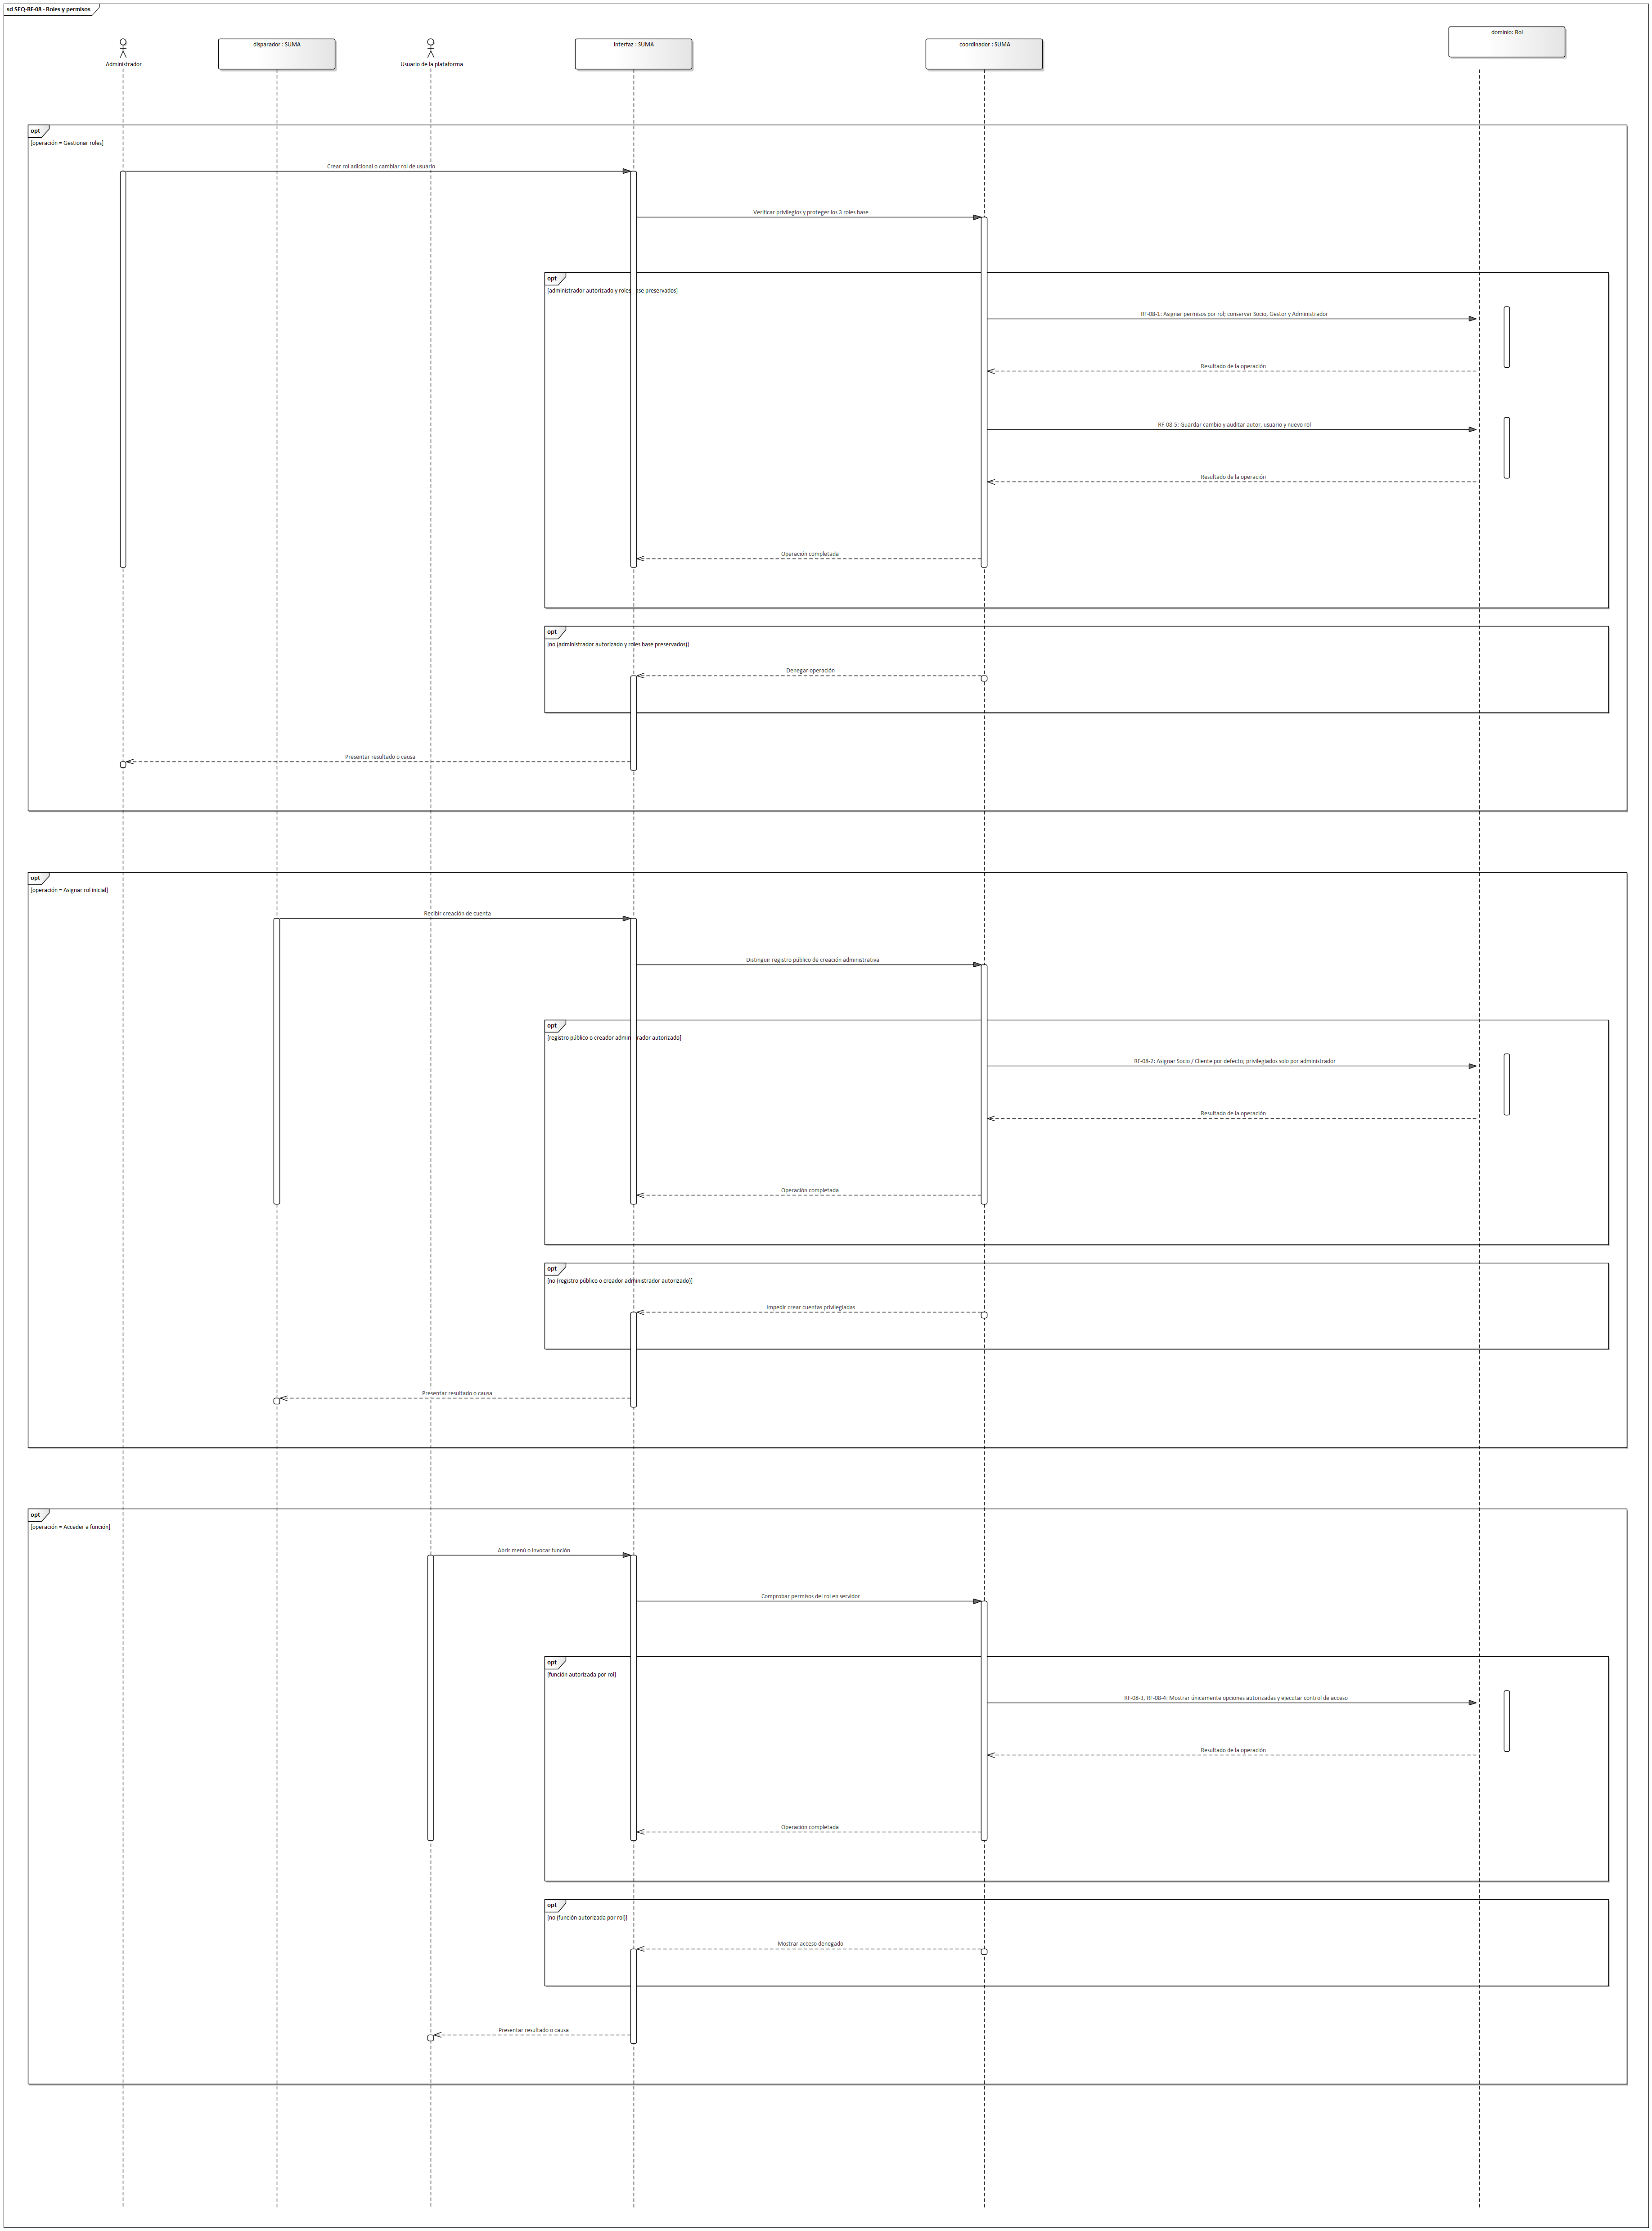 sd SEQ-RF-08 - Roles y permisos
Administrador
disparador : SUMA
Usuario de la plataforma
interfaz : SUMA
coordinador : SUMA
dominio: Rol
opt
[operación = Gestionar roles]
Crear rol adicional o cambiar rol de usuario
Verificar privilegios y proteger los 3 roles base
opt
[administrador autorizado y roles ase preservados]
RF-08-1: Asignar permisos por rol; conservar Socio, Gestor y Administrador
Resultado de la operación
RF-08-5: Guardar cambio y auditar autor, usuario y nuevo rol
Resultado de la operación
Operación completada
opt
[no (administrador autorizado y roles base preservados)]
Denegar operación
Presentar resultado o causa
opt
[operación = Asignar rol inicial]
Recibir creación de cuenta
Distinguir registro público de creación administrativa
opt
[registro público o creador admin rador autorizado]
RF-08-2: Asignar Socio / Cliente por defecto; privilegiados solo por administrador
Resultado de la operación
Operación completada
opt
[no (registro público o creador administrador autorizado)]
Impedir crear cuentas privilegiadas
Presentar resultado o causa
opt
[operación = Acceder a función]
Abrir menú o invocar función
Comprobar permisos del rol en servidor
opt
[función autorizada por rol]
RF-08-3, RF-08-4: Mostrar únicamente opciones autorizadas y ejecutar control de acceso
Resultado de la operación
Operación completada
opt
[no (función autorizada por rol)]
Mostrar acceso denegado
Presentar resultado o causa